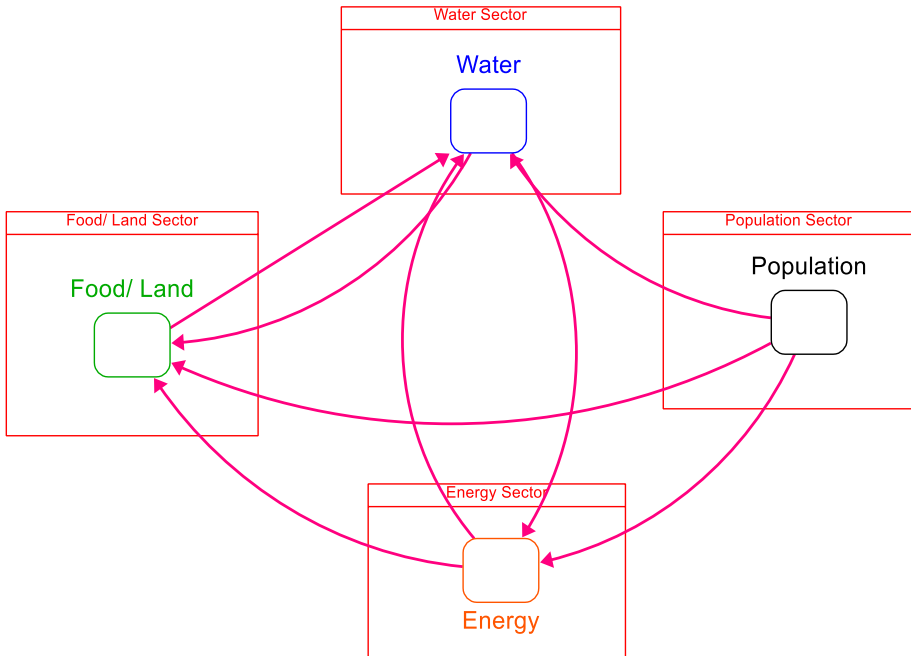 Water Sector
Water
Food/ Land Sector
Food/ Land
Population Sector
Population
Energy Sector
Energy